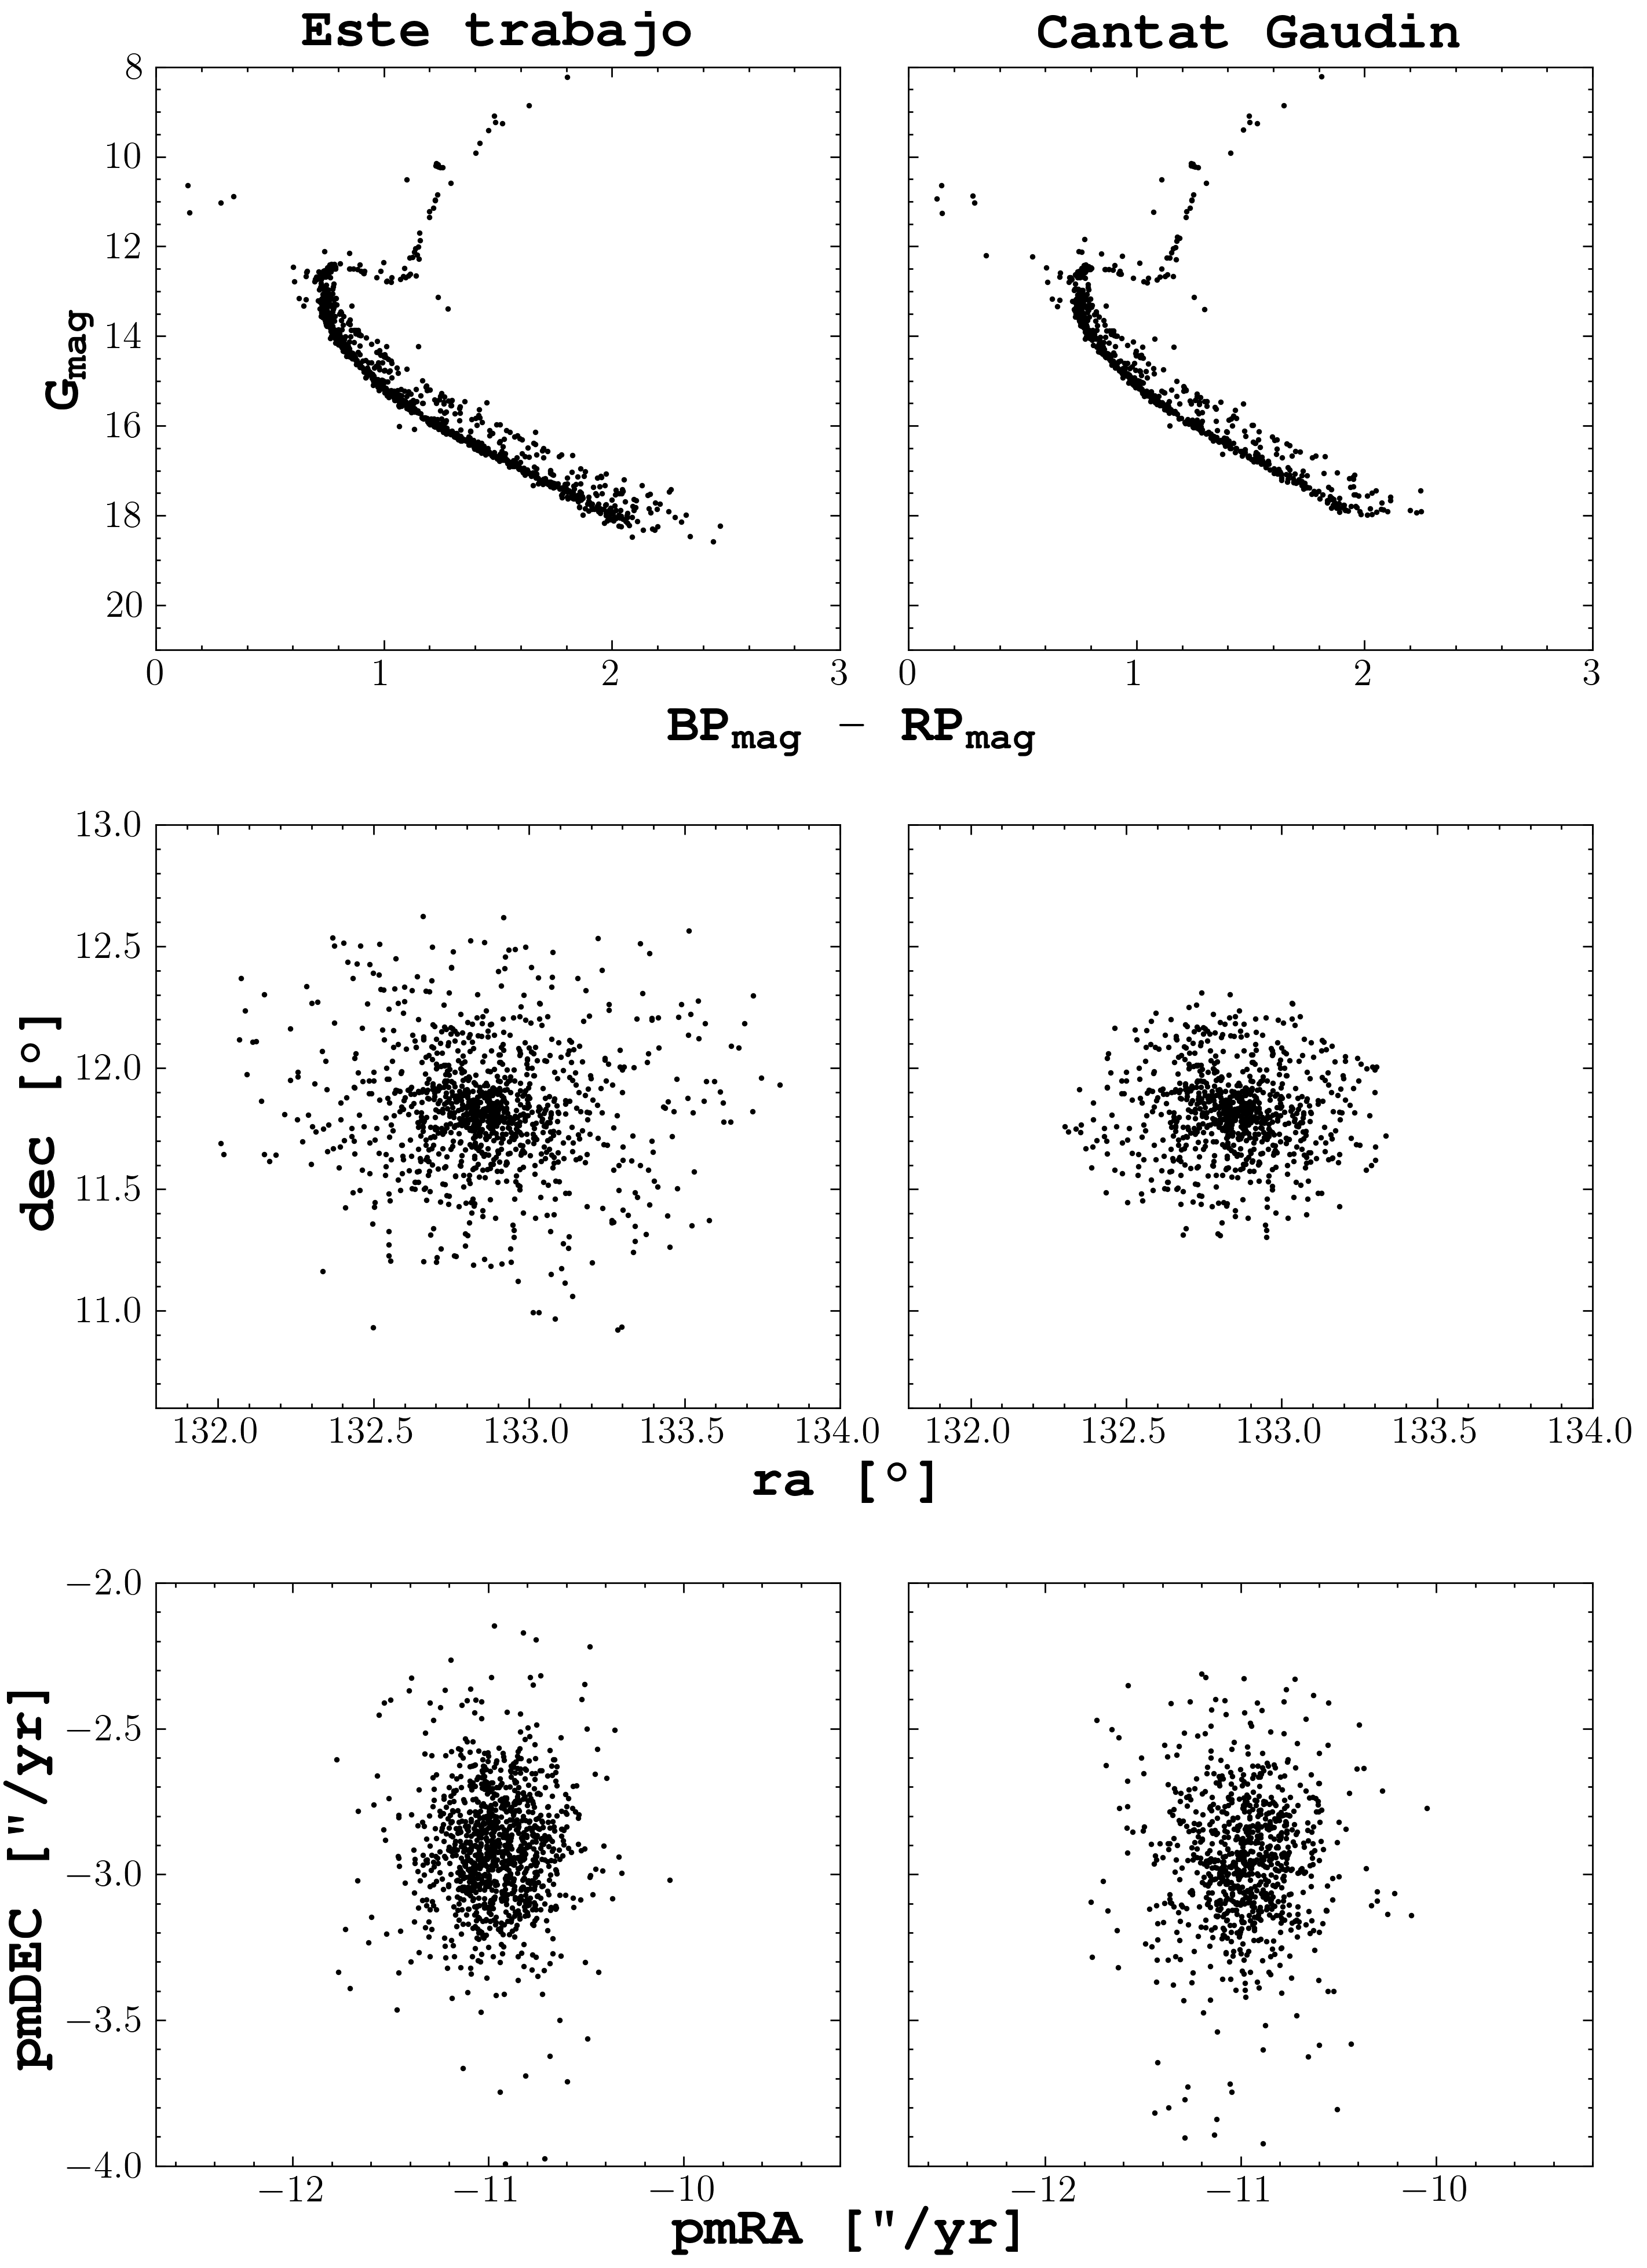 Este trabajo
Cantat Gaudin
8
10
12
14
16
18
20
G_mag
0 1 2 3
0 1 2 3
BP_mag − RP_mag
13.0
12.5
12.0
11.5
11.0
dec [°]
132.0 132.5 133.0 133.5 134.0
132.0 132.5 133.0 133.5 134.0
ra [°]
−2.0
−2.5
−3.0
−3.5
−4.0
pmDEC ["/yr]
−12 −11 −10
−12 −11 −10
pmRA ["/yr]